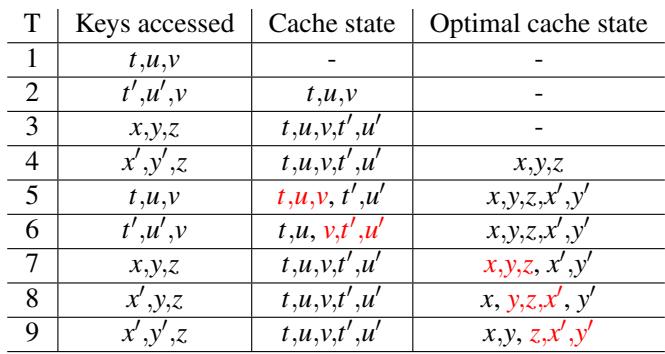 T Keys accessed Cache state Optimal cache state
1 t,u,v - -
2 t′,u′,v t,u,v -
3 x,y,z t,u,v,t′,u′ -
4 x′,y′,z t,u,v,t′,u′ x,y,z
5 t,u,v t,u,v, t′,u′ x,y,z,x′,y′
6 t′,u′,v t,u, v,t′,u′ x,y,z,x′,y′
7 x,y,z t,u,v,t′,u′ x,y,z, x′,y′
8 x′,y,z t,u,v,t′,u′ x, y,z,x′, y′
9 x′,y′,z t,u,v,t′,u′ x,y, z,x′,y′